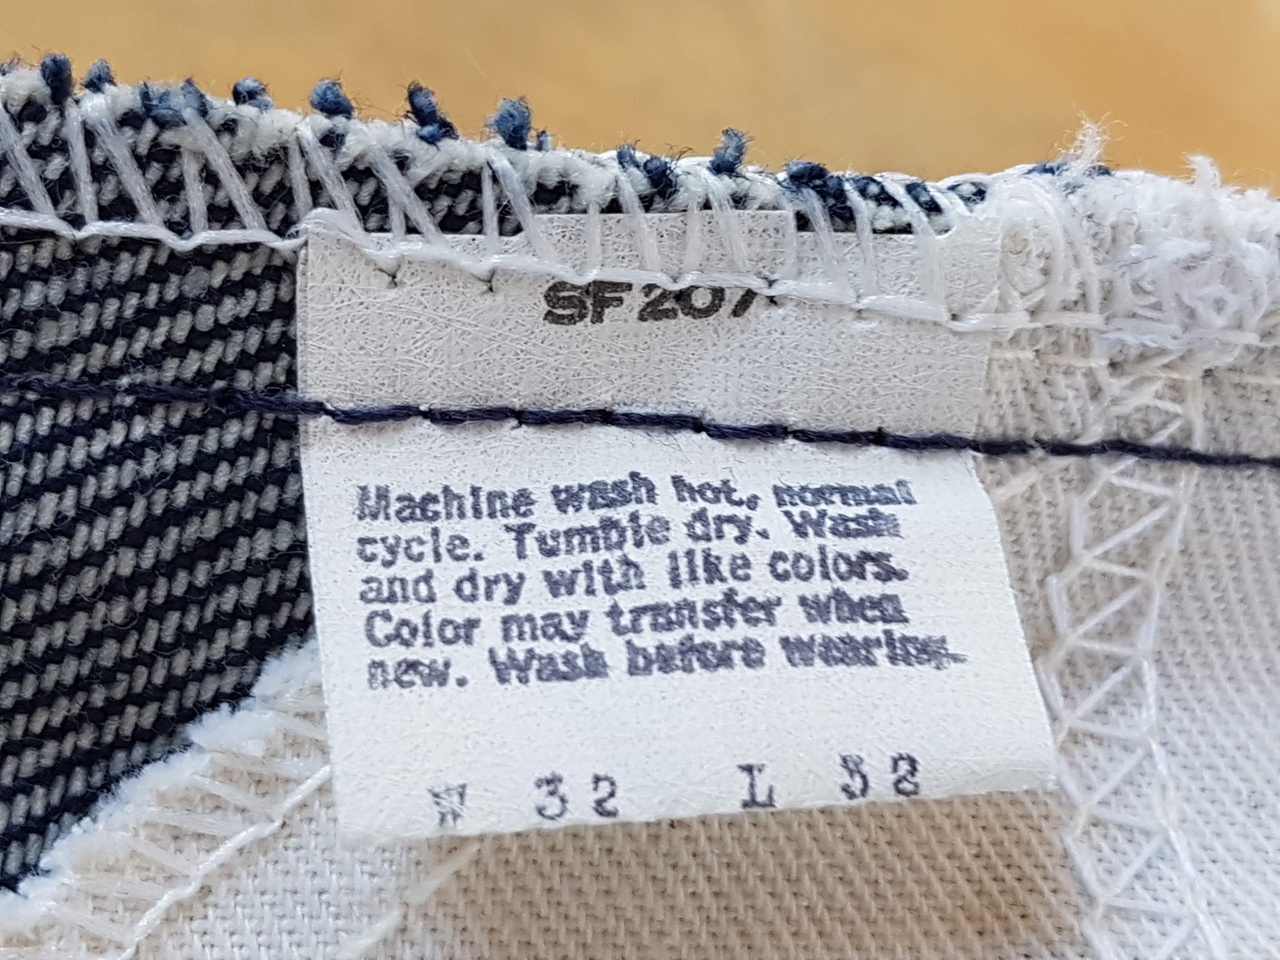 SF207
Machine wash hot, normal
cycle. Tumble dry. Wash
and dry with like colors.
Color may transfer when
new. Wash before wearing.
W 32 L 32